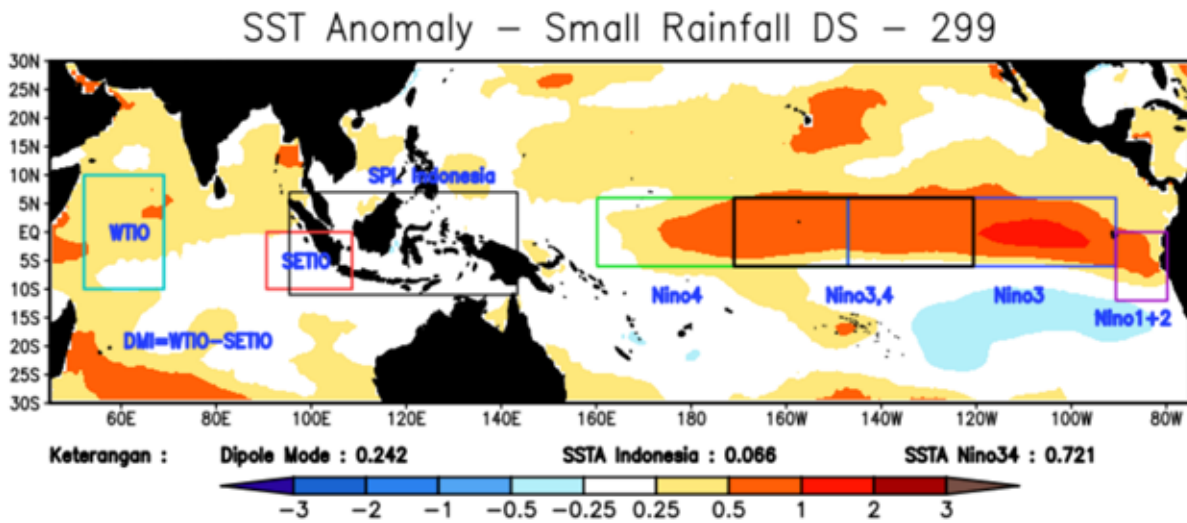 SST Anomaly - Small Rainfall DS - 299
30N
25N
20N
15N
10N
5N
EQ
5S
10S
15S
20S
25S
30S
SPL Indonesia
WTIO
SETIO
Nino4
Nino3,4
Nino3
Nino1+2
DMI=WTIO-SETIO
60E 80E 100E 120E 140E 160E 180 160W 140W 120W 100W 80W
Keterangan : Dipole Mode : 0.242 SSTA Indonesia : 0.066 SSTA Nino34 : 0.721
-3 -2 -1 -0.5 -0.25 0.25 0.5 1 2 3